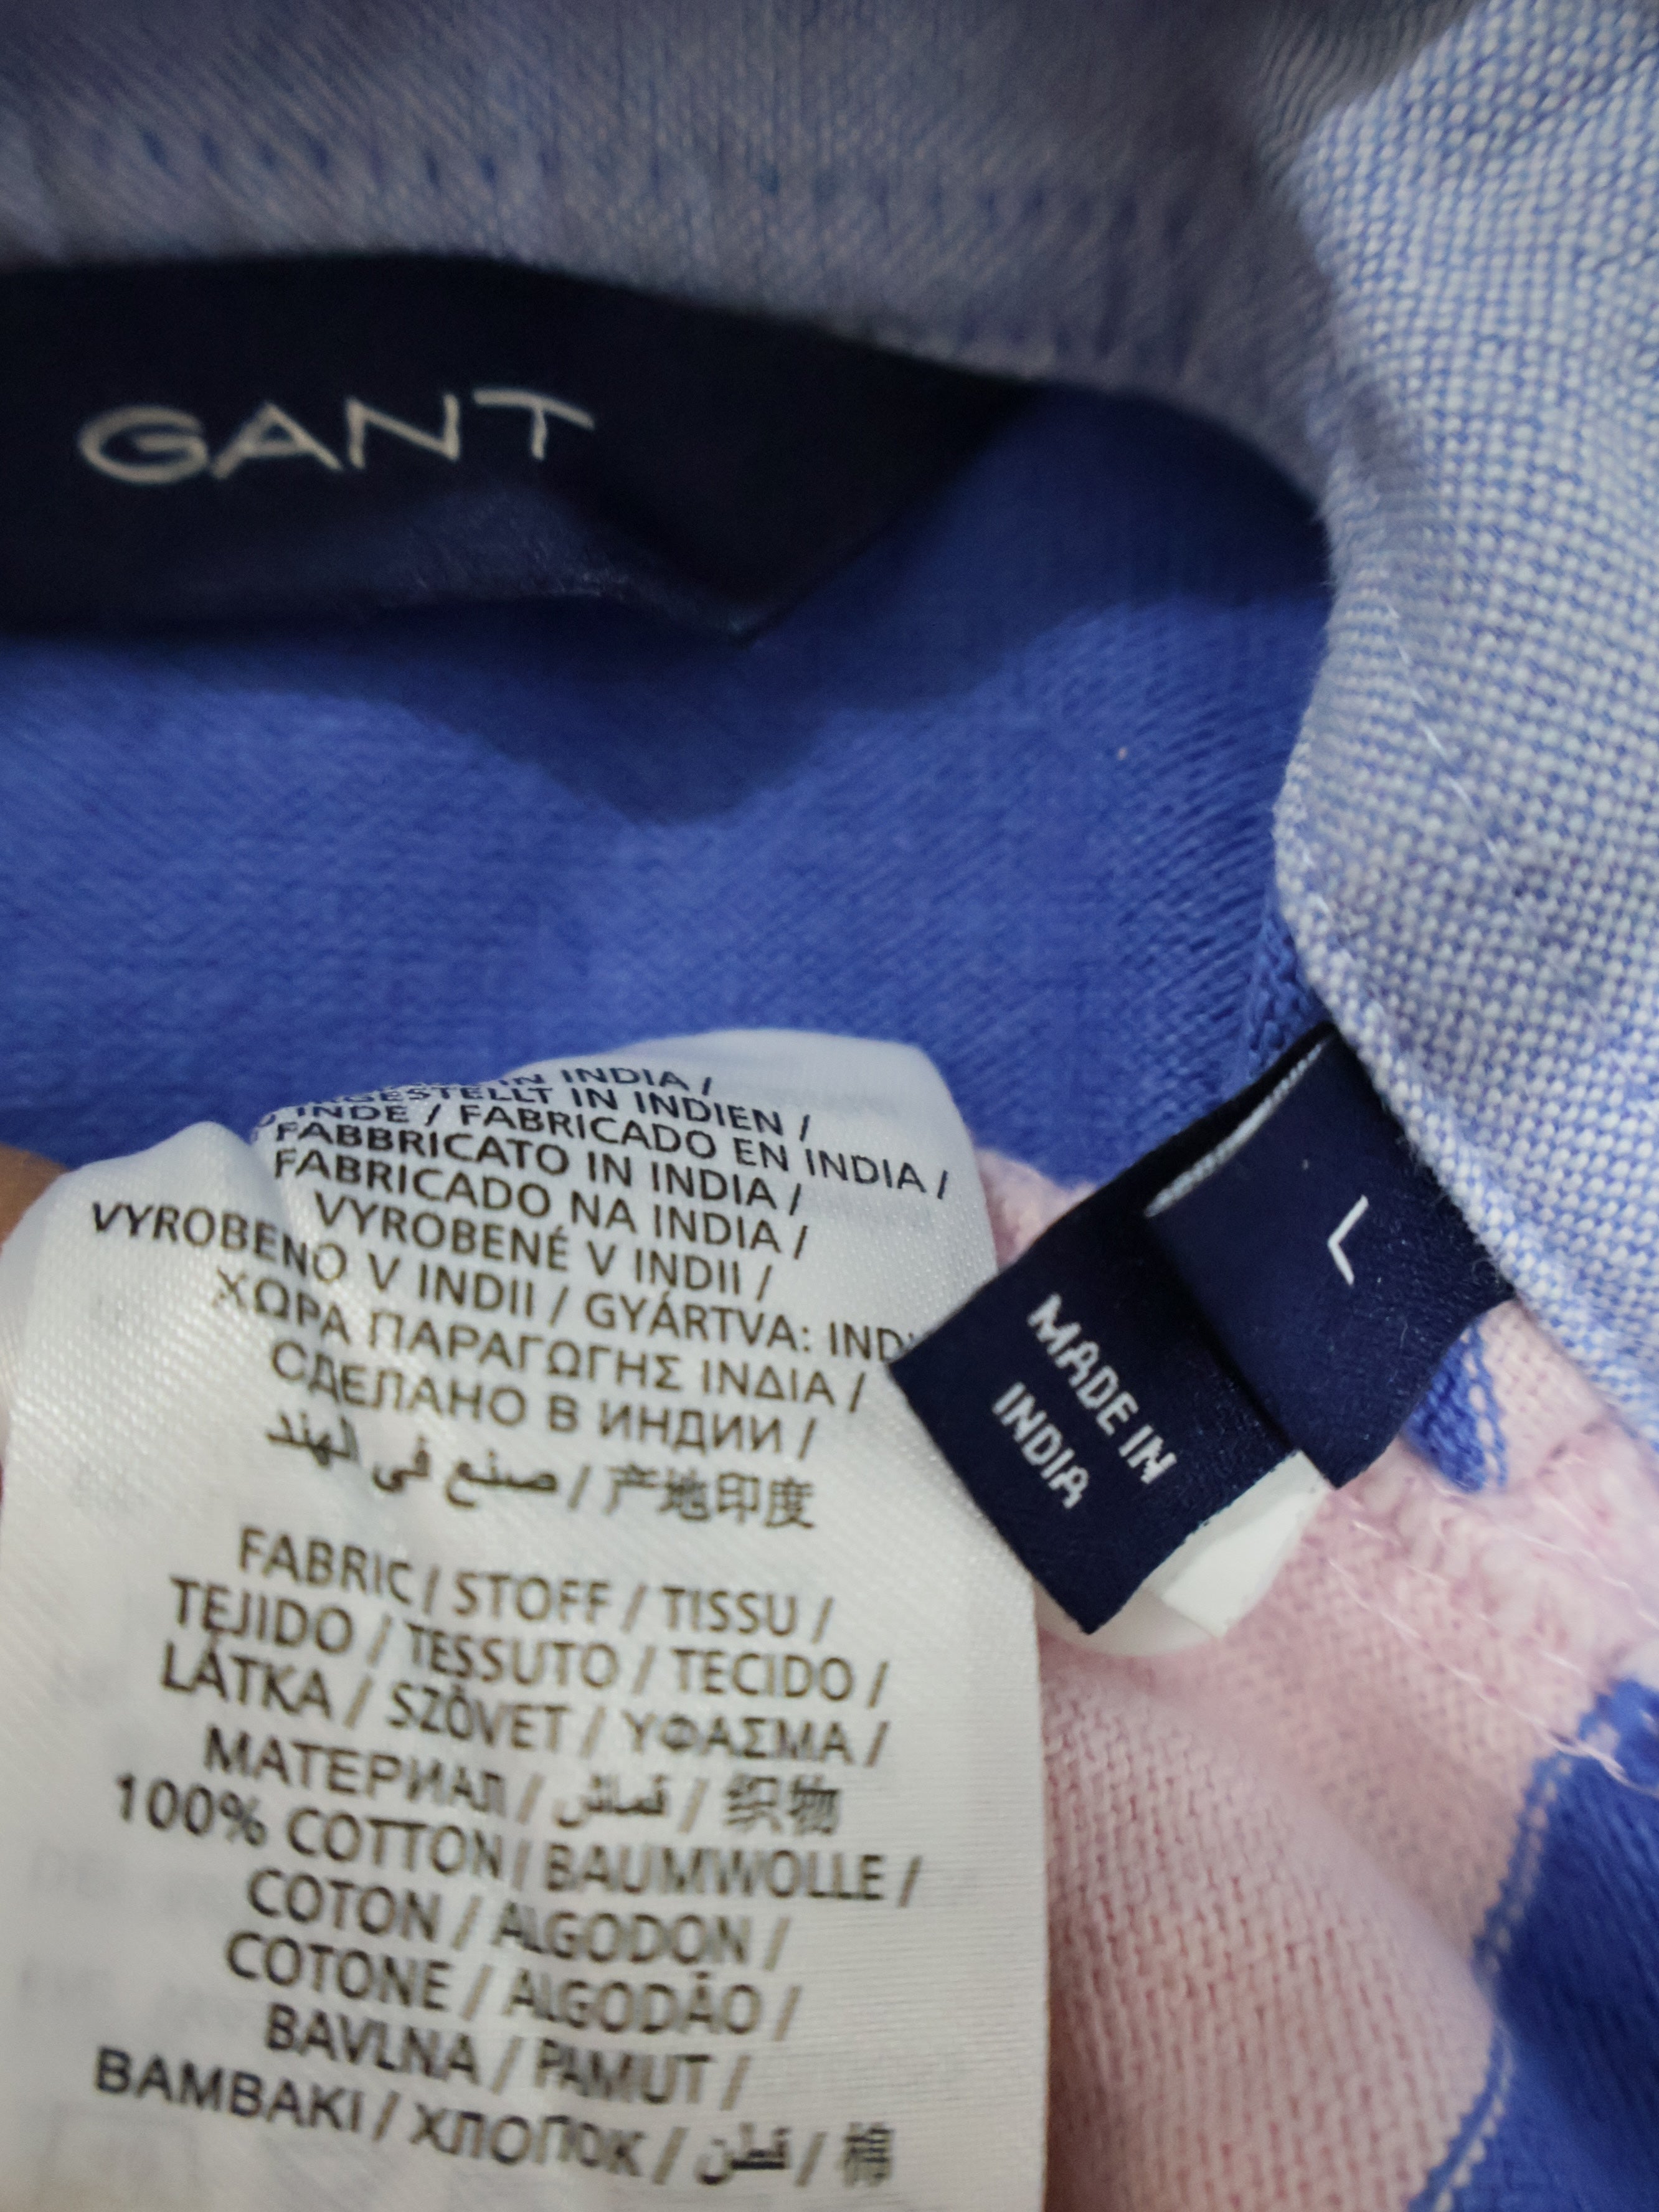 GANT
IN INDIA /
GESTELLT IN INDIEN /
INDE / FABRICADO EN INDIA /
FABBRICATO IN INDIA /
FABRICADO NA INDIA /
VYROBENÉ V INDII /
VYROBENO V INDII / GYÁRTVA:
ΧΩΡΑ ΠΑΡΑΓΩΓΗΣ ΙΝΔΙΑ /
СДЕЛАНО В ИНДИИ /
صنع في الهند / 产地印度
FABRIC / STOFF / TISSU /
TEJIDO / TESSUTO / TECIDO /
LÁTKA / SZÖVET / ΥΦΑΣΜΑ /
МАТЕРИАЛ / قماش / 织物
100% COTTON / BAUMWOLLE /
COTON / ALGODON /
COTONE / ALGODÃO /
BAVLNA / PAMUT /
BAMBAKI / ХЛОПОК / قطن / 棉
L
MADE IN
INDIA